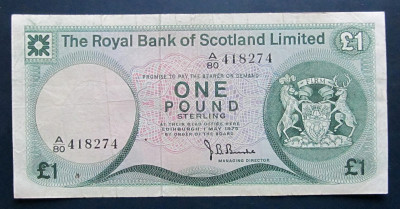 The Royal Bank of Scotland Limited £1
A/80 418274
PROMISE TO PAY THE BEARER ON DEMAND
ONE
POUND
STERLING
AT THEIR HEAD OFFICE HERE
EDINBURGH 1 MAY 1975
BY ORDER OF THE BOARD
A/80 418274
MANAGING DIRECTOR
£1 £1